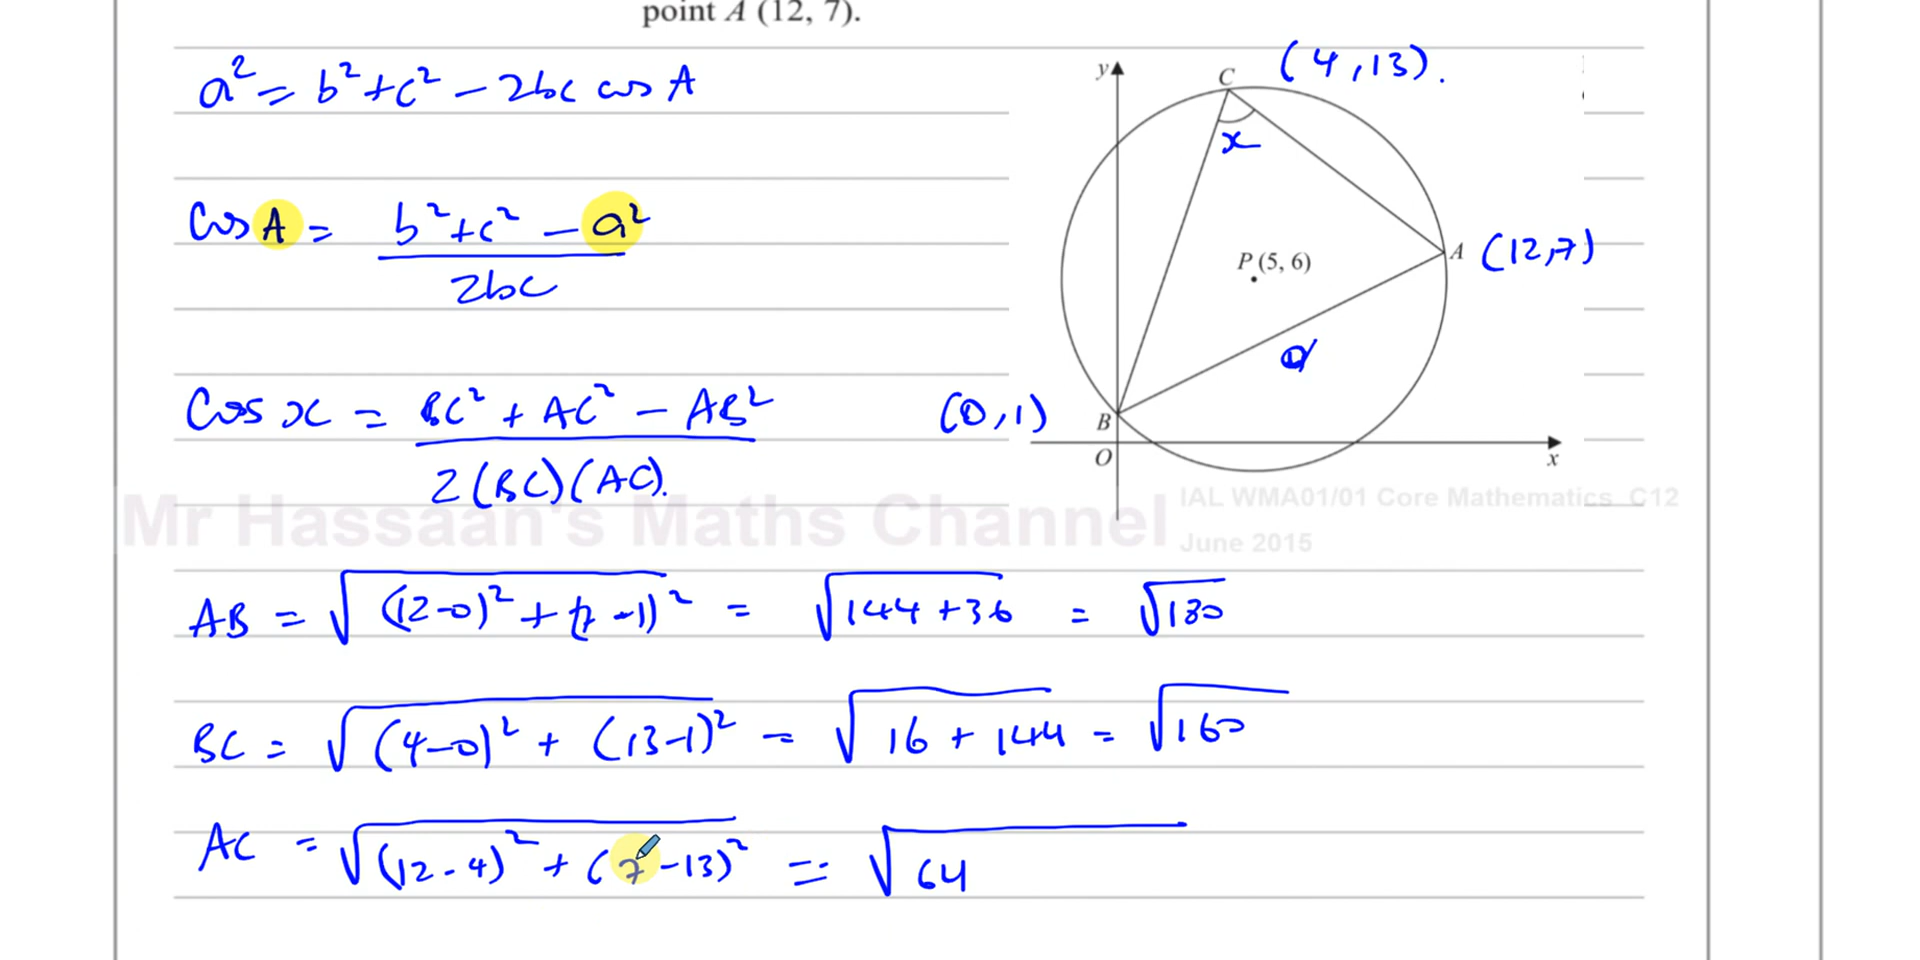 point A (12, 7).
a² = b² + c² - 2bc cos A
Cos A = b² + c² - a²
2bc
Cos x = BC² + AC² - AB²
2(BC)(AC).
y
C
(4,13).
x
A
(12,7)
P (5, 6)
a
(0,1)
B
O
x
Mr Hassaan's Maths Channel
IAL WMA01/01 Core Mathematics C12
June 2015
AB = √(12-0)² + (7-1)² = √144+36 = √180
BC = √(4-0)² + (13-1)² = √16 + 144 = √160
AC = √(12-4)² + (7-13)² = √64